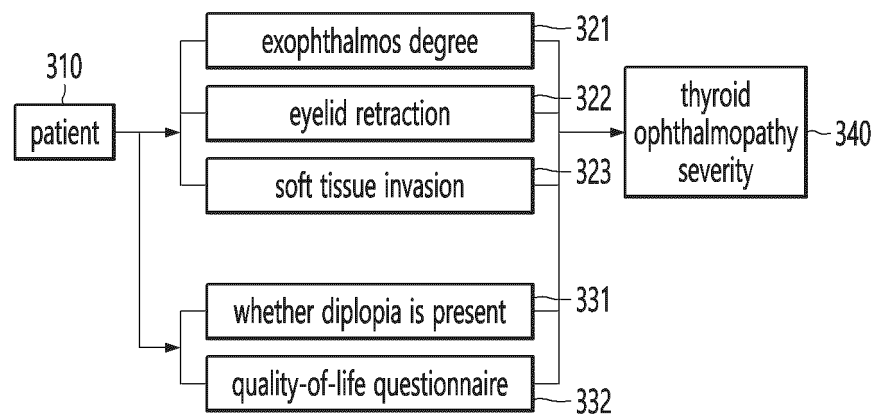 310
patient
exophthalmos degree
321
eyelid retraction
322
soft tissue invasion
323
whether diplopia is present
331
quality-of-life questionnaire
332
thyroid
ophthalmopathy
severity
340